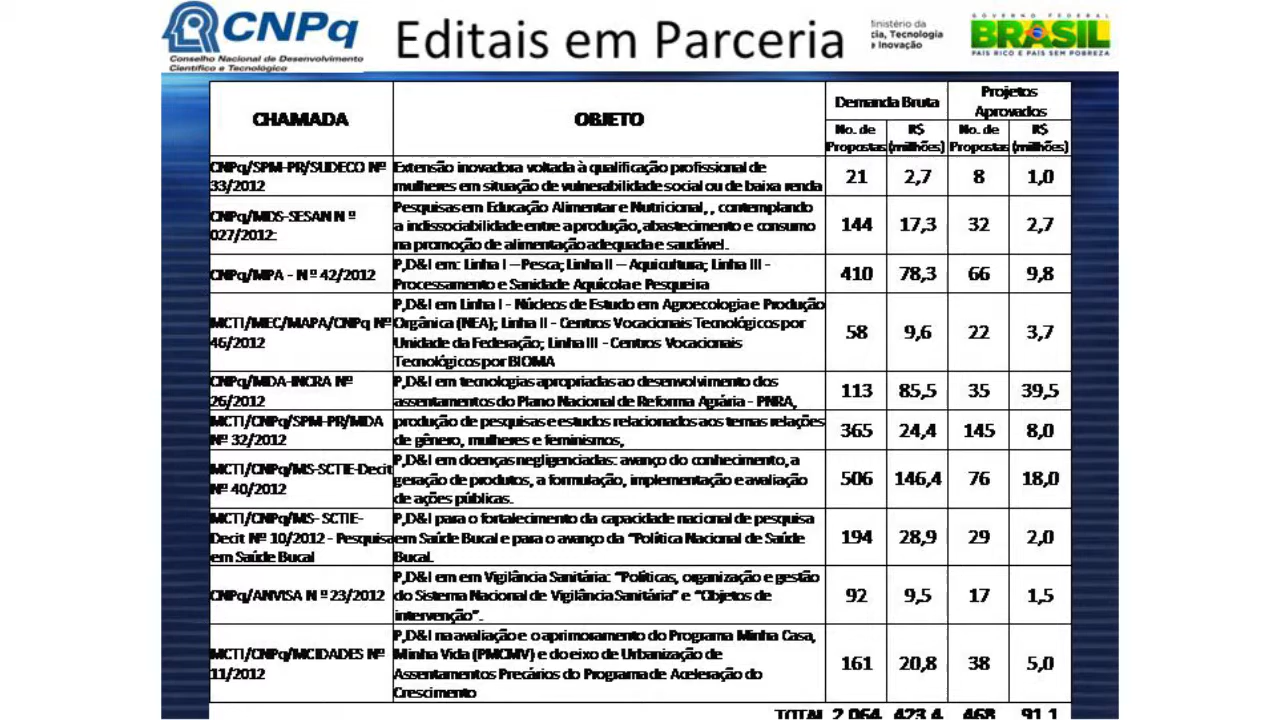 CNPq
Conselho Nacional de Desenvolvimento
Científico e Tecnológico
Editais em Parceria
inistério da
cia, Tecnologia
e Inovação
GOVERNO FEDERAL
BRASIL
PAÍS RICO É PAÍS SEM POBREZA
CHAMADA
OBJETO
Demanda Bruta
Projetos
Aprovados
No. de
Propostas
R$
(milhões)
No. de
Propostas
R$
(milhões)
CNPq/SPM-PR/SUDECO Nº
33/2012
Extensão inovadora voltada à qualificação profissional de
mulheres em situação de vulnerabilidade social ou de baixa renda
21 2,7 8 1,0
CNPq/MDS-SESAN N º
027/2012:
Pesquisas em Educação Alimentar e Nutricional, , contemplando
a indissociabilidade entre a produção, abastecimento e consumo
na promoção de alimentação adequada e saudável.
144 17,3 32 2,7
CNPq/MPA - N º 42/2012
P,D&I em: Linha I – Pesca; Linha II – Aquicultura; Linha III -
Processamento e Sanidade Aquícola e Pesqueira
410 78,3 66 9,8
MCTI/MEC/MAPA/CNPq Nº
46/2012
P,D&I em Linha I - Núcleos de Estudo em Agroecologia e Produção
Orgânica (NEA); Linha II - Centros Vocacionais Tecnológicos por
Unidade da Federação; Linha III - Centros Vocacionais
Tecnológicos por BIOMA
58 9,6 22 3,7
CNPq/MDA-INCRA Nº
26/2012
P,D&I em tecnologias apropriadas ao desenvolvimento dos
assentamentos do Plano Nacional de Reforma Agrária - PNRA,
113 85,5 35 39,5
MCTI/CNPq/SPM-PR/MDA
Nº 32/2012
produção de pesquisas e estudos relacionados aos temas relações
de gênero, mulheres e feminismos,
365 24,4 145 8,0
MCTI/CNPq/MS-SCTIE-Decit
Nº 40/2012
P,D&I em doenças negligenciadas: avanço do conhecimento, a
geração de produtos, a formulação, implementação e avaliação
de ações públicas.
506 146,4 76 18,0
MCTI/CNPq/MS- SCTIE-
Decit Nº 10/2012 - Pesquisa
em Saúde Bucal
P,D&I para o fortalecimento da capacidade nacional de pesquisa
em Saúde Bucal e para o avanço da "Política Nacional de Saúde
Bucal.
194 28,9 29 2,0
CNPq/ANVISA N º 23/2012
P,D&I em em Vigilância Sanitária: "Políticas, organização e gestão
do Sistema Nacional de Vigilância Sanitária" e "Objetos de
intervenção".
92 9,5 17 1,5
MCTI/CNPq/MCIDADES Nº
11/2012
P,D&I na avaliação e o aprimoramento do Programa Minha Casa,
Minha Vida (PMCMV) e do eixo de Urbanização de
Assentamentos Precários do Programa de Aceleração do
Crescimento
161 20,8 38 5,0
TOTAL 2.064 423,4 468 91,1